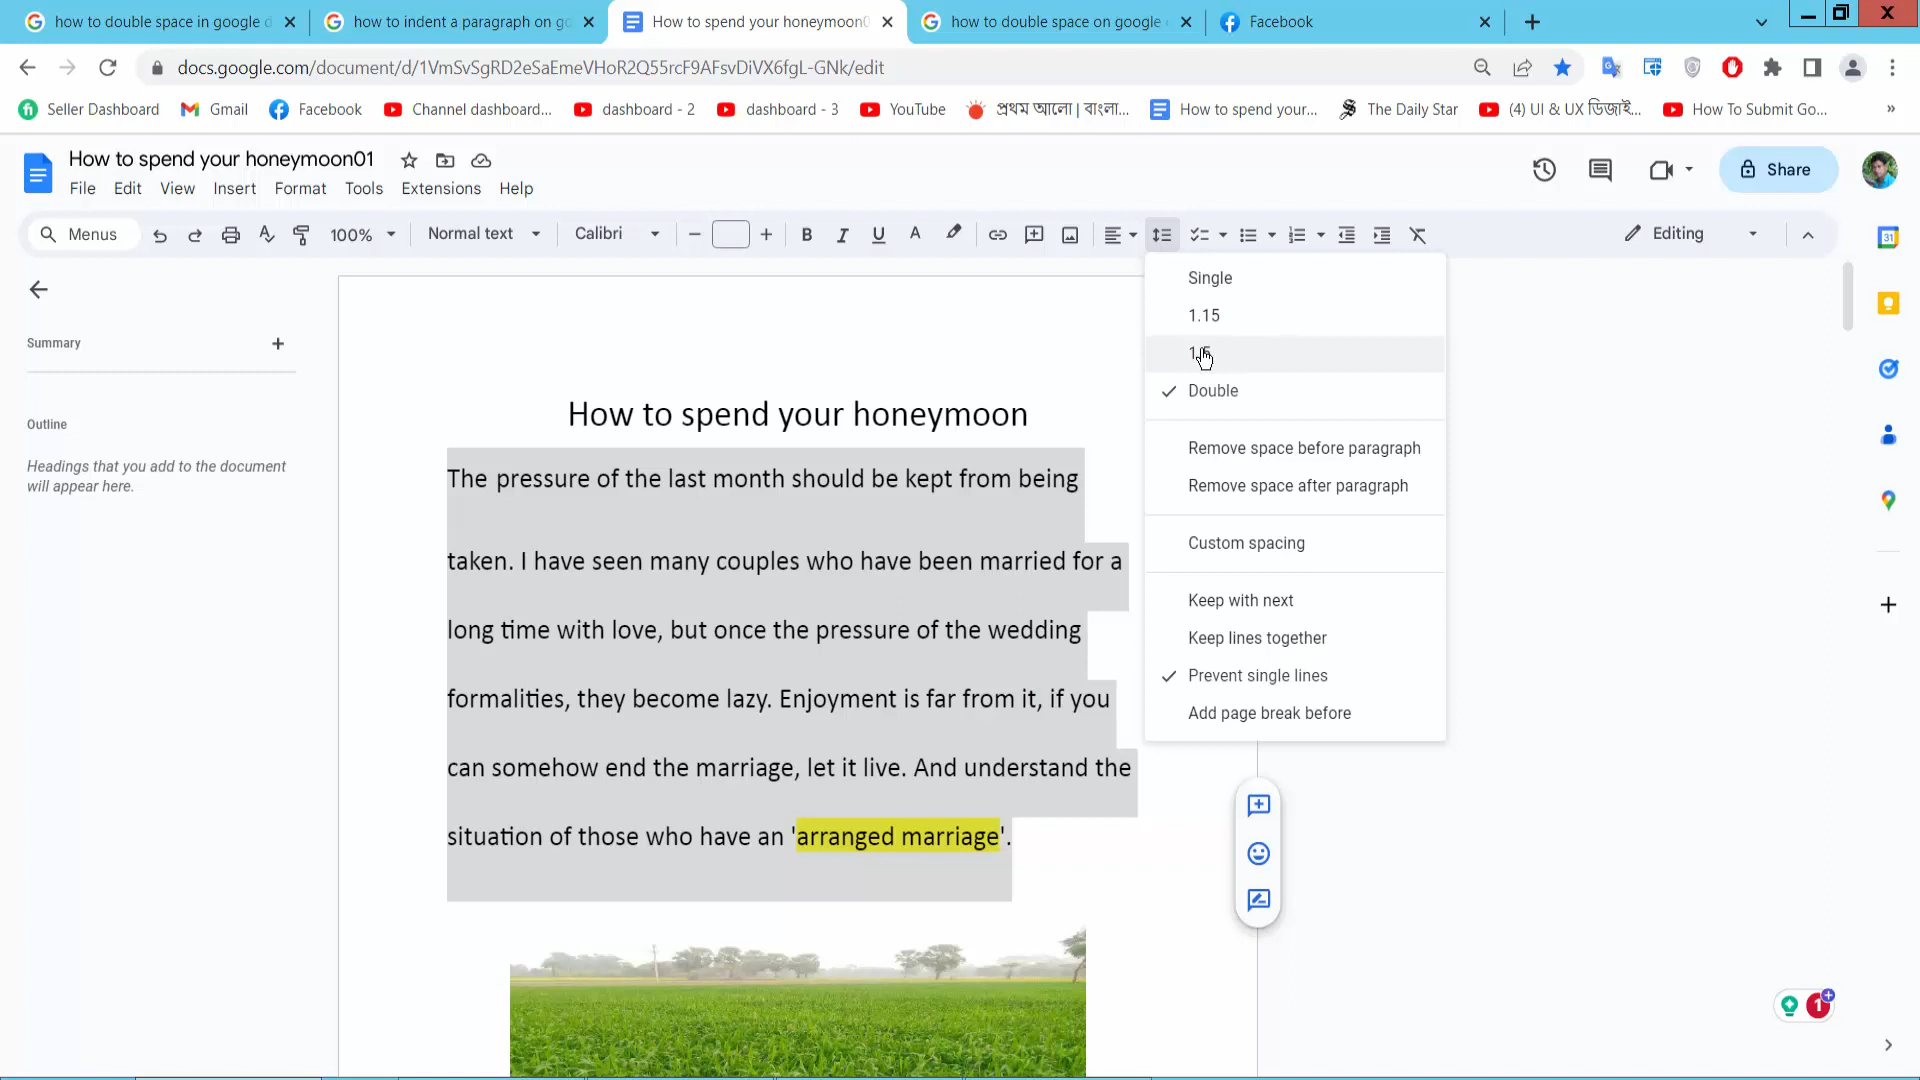 how to double space in google d
how to indent a paragraph on go
How to spend your honeymoon0
how to double space on google
Facebook
docs.google.com/document/d/1VmSvSgRD2eSaEmeVHoR2Q55rcF9AFsvDiVX6fgL-GNk/edit
Seller Dashboard
Gmail
Facebook
Channel dashboard...
dashboard - 2
dashboard - 3
YouTube
প্রথম আলো | বাংলা...
How to spend your...
The Daily Star
(4) UI & UX ডিজাই...
How To Submit Go...
How to spend your honeymoon01
File Edit View Insert Format Tools Extensions Help
Share
Menus
100%
Normal text
Calibri
Editing
Single
1.15
1.5
Double
Remove space before paragraph
Remove space after paragraph
Custom spacing
Keep with next
Keep lines together
Prevent single lines
Add page break before
Summary
Outline
Headings that you add to the document
will appear here.
How to spend your honeymoon
The pressure of the last month should be kept from being
taken. I have seen many couples who have been married for a
long time with love, but once the pressure of the wedding
formalities, they become lazy. Enjoyment is far from it, if you
can somehow end the marriage, let it live. And understand the
situation of those who have an 'arranged marriage'.
31
1